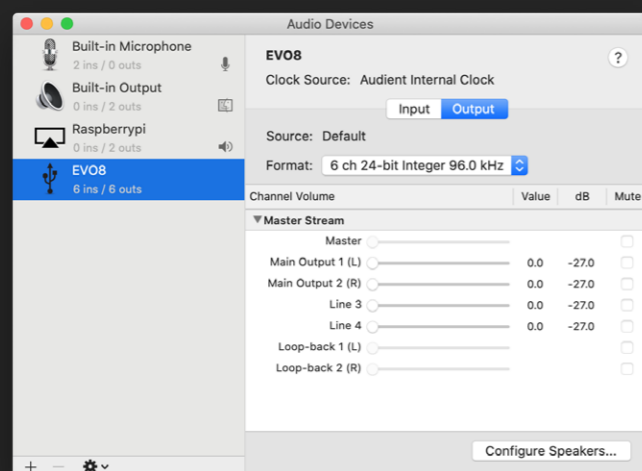 Audio Devices
Built-in Microphone
2 ins / 0 outs
Built-in Output
0 ins / 2 outs
Raspberrypi
0 ins / 2 outs
EVO8
6 ins / 6 outs
EVO8
?
Clock Source: Audient Internal Clock
Input Output
Source: Default
Format: 6 ch 24-bit Integer 96.0 kHz
Channel Volume Value dB Mute
Master Stream
Master
Main Output 1 (L) 0.0 -27.0
Main Output 2 (R) 0.0 -27.0
Line 3 0.0 -27.0
Line 4 0.0 -27.0
Loop-back 1 (L)
Loop-back 2 (R)
Configure Speakers...